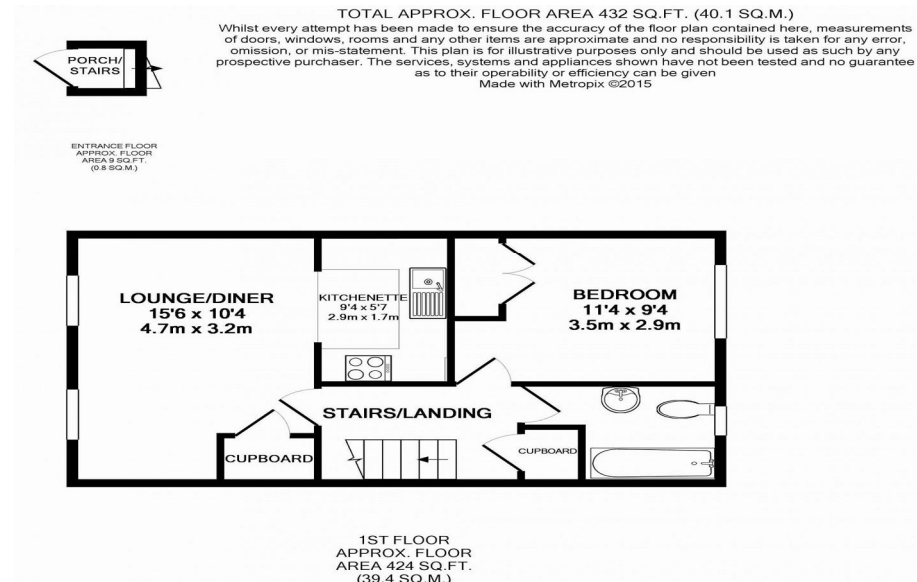 TOTAL APPROX. FLOOR AREA 432 SQ.FT. (40.1 SQ.M.)
Whilst every attempt has been made to ensure the accuracy of the floor plan contained here, measurements
of doors, windows, rooms and any other items are approximate and no responsibility is taken for any error,
omission, or mis-statement. This plan is for illustrative purposes only and should be used as such by any
prospective purchaser. The services, systems and appliances shown have not been tested and no guarantee
as to their operability or efficiency can be given
Made with Metropix ©2015
PORCH/
STAIRS
ENTRANCE FLOOR
APPROX. FLOOR
AREA 9 SQ.FT.
(0.8 SQ.M.)
LOUNGE/DINER
15'6 x 10'4
4.7m x 3.2m
KITCHENETTE
9'4 x 5'7
2.9m x 1.7m
BEDROOM
11'4 x 9'4
3.5m x 2.9m
STAIRS/LANDING
CUPBOARD
CUPBOARD
1ST FLOOR
APPROX. FLOOR
AREA 424 SQ.FT.
(39.4 SQ.M.)